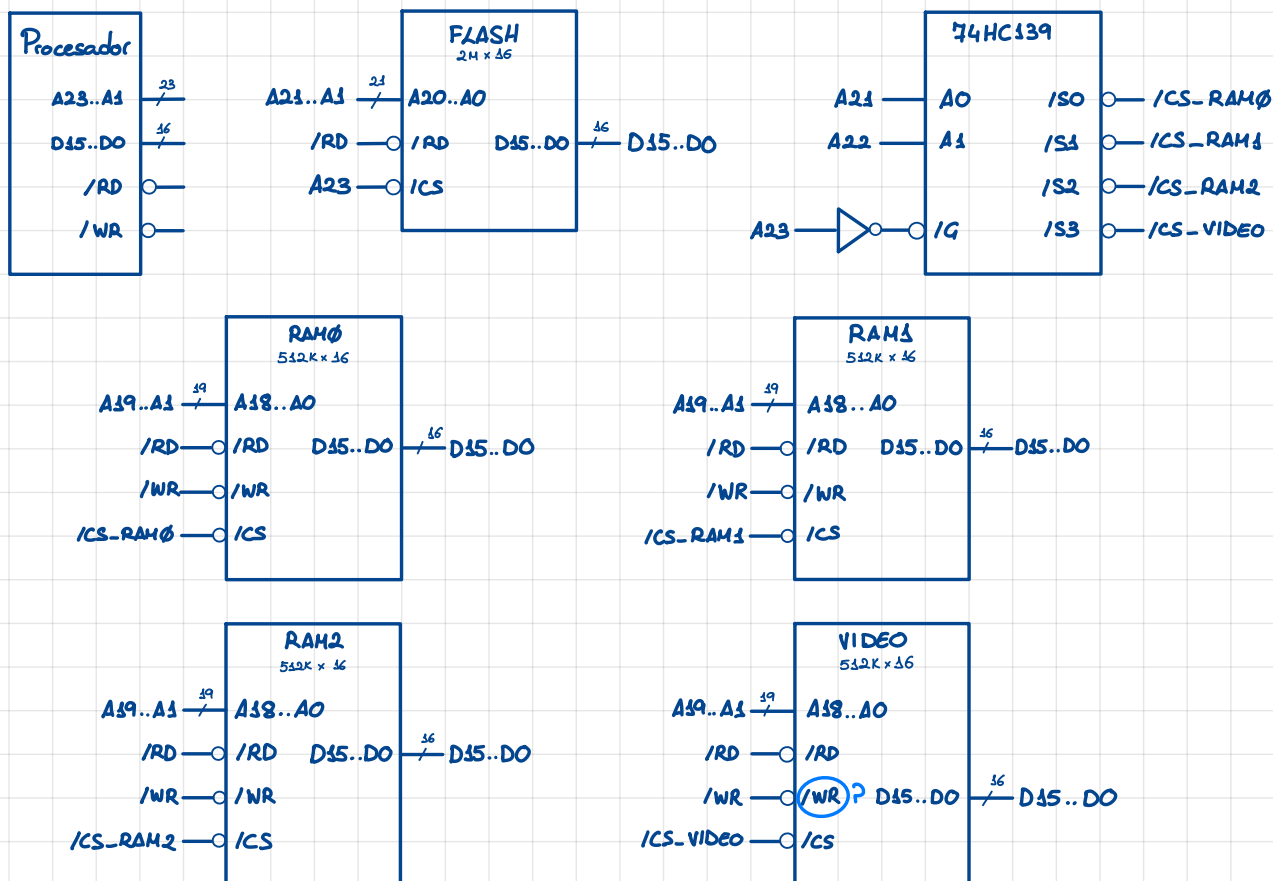 Procesador
A23..A1
23
D15..D0
16
/RD
/WR
FLASH
2M x 16
A21..A1
21
A20..A0
/RD
/RD
D15..D0
16
D15..D0
A23
/CS
74HC139
A21
A0
/S0
/CS_RAM0
A22
A1
/S1
/CS_RAM1
/S2
/CS_RAM2
A23
/G
/S3
/CS_VIDEO
RAM0
512K x 16
A19..A1
19
A18..A0
/RD
/RD
D15..D0
16
D15..D0
/WR
/WR
/CS_RAM0
/CS
RAM1
512K x 16
A19..A1
19
A18..A0
/RD
/RD
D15..D0
16
D15..D0
/WR
/WR
/CS_RAM1
/CS
RAM2
512K x 16
A19..A1
19
A18..A0
/RD
/RD
D15..D0
16
D15..D0
/WR
/WR
/CS_RAM2
/CS
VIDEO
512K x 16
A19..A1
19
A18..A0
/RD
/RD
/WR
/WR ?
D15..D0
16
D15..D0
/CS_VIDEO
/CS